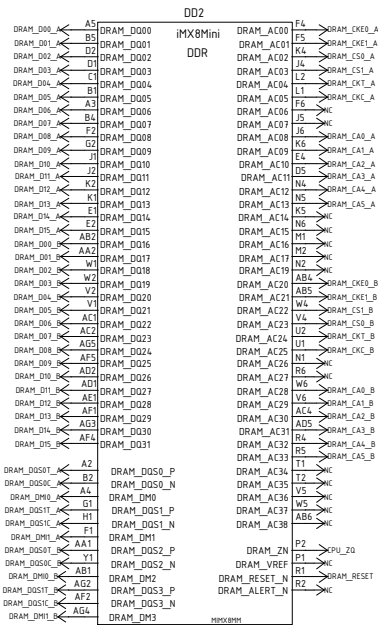 DD2
DRAM_D00_A A5 DRAM_DQ00 iMX8Mini DRAM_AC00 F4 DRAM_CKE0_A
DRAM_D01_A B5 DRAM_DQ01 DRAM_AC01 F5 DRAM_CKE1_A
DDR
DRAM_D02_A D2 DRAM_DQ02 DRAM_AC02 K4 DRAM_CS0_A
DRAM_D03_A D1 DRAM_DQ03 DRAM_AC03 J4 DRAM_CS1_A
DRAM_D04_A C1 DRAM_DQ04 DRAM_AC04 L2 DRAM_CKT_A
DRAM_D05_A B1 DRAM_DQ05 DRAM_AC05 L1 DRAM_CKC_A
DRAM_D06_A A3 DRAM_DQ06 DRAM_AC06 F6 NC
DRAM_D07_A B4 DRAM_DQ07 DRAM_AC07 J5 NC
DRAM_D08_A F2 DRAM_DQ08 DRAM_AC08 J6 DRAM_CA0_A
DRAM_D09_A G2 DRAM_DQ09 DRAM_AC09 K6 DRAM_CA1_A
DRAM_D10_A J1 DRAM_DQ10 DRAM_AC10 E4 DRAM_CA2_A
DRAM_D11_A J2 DRAM_DQ11 DRAM_AC11 D5 DRAM_CA3_A
DRAM_D12_A K2 DRAM_DQ12 DRAM_AC12 N4 DRAM_CA4_A
DRAM_D13_A K1 DRAM_DQ13 DRAM_AC13 N5 DRAM_CA5_A
DRAM_D14_A E1 DRAM_DQ14 DRAM_AC14 K5 NC
DRAM_D15_A E2 DRAM_DQ15 DRAM_AC15 N6 NC
DRAM_D00_B AB2 DRAM_DQ16 DRAM_AC16 M1 NC
DRAM_D01_B AA2 DRAM_DQ17 DRAM_AC17 M2 NC
DRAM_D02_B W1 DRAM_DQ18 DRAM_AC19 N2 NC
DRAM_D03_B W2 DRAM_DQ19 DRAM_AC20 AB4 DRAM_CKE0_B
DRAM_D04_B V2 DRAM_DQ20 DRAM_AC21 AB5 DRAM_CKE1_B
DRAM_D05_B V1 DRAM_DQ21 DRAM_AC22 W4 DRAM_CS1_B
DRAM_D06_B AC1 DRAM_DQ22 DRAM_AC23 V4 DRAM_CS0_B
DRAM_D07_B AC2 DRAM_DQ23 DRAM_AC24 U2 DRAM_CKT_B
DRAM_D08_B AG5 DRAM_DQ24 DRAM_AC25 U1 DRAM_CKC_B
DRAM_D09_B AF5 DRAM_DQ25 DRAM_AC26 N1 NC
DRAM_D10_B AD2 DRAM_DQ26 DRAM_AC27 R6 NC
DRAM_D11_B AD1 DRAM_DQ27 DRAM_AC28 W6 DRAM_CA0_B
DRAM_D12_B AE1 DRAM_DQ28 DRAM_AC29 V6 DRAM_CA1_B
DRAM_D13_B AF1 DRAM_DQ29 DRAM_AC30 AC4 DRAM_CA2_B
DRAM_D14_B AG3 DRAM_DQ30 DRAM_AC31 AD5 DRAM_CA3_B
DRAM_D15_B AF4 DRAM_DQ31 DRAM_AC32 R4 DRAM_CA4_B
DRAM_AC33 R5 DRAM_CA5_B
DRAM_DQS0T_A A2 DRAM_DQS0_P DRAM_AC34 T1 NC
DRAM_DQS0C_A B2 DRAM_DQS0_N DRAM_AC35 T2 NC
DRAM_DMI0_A A4 DRAM_DM0 DRAM_AC36 V5 NC
DRAM_DQS1T_A G1 DRAM_DQS1_P DRAM_AC37 W5 NC
DRAM_DQS1C_A H1 DRAM_DQS1_N DRAM_AC38 AB6 NC
DRAM_DMI1_A F1 DRAM_DM1
DRAM_DQS0T_B AA1 DRAM_DQS2_P DRAM_ZN P2 CPU_ZQ
DRAM_DQS0C_B Y1 DRAM_DQS2_N DRAM_VREF P1 NC
DRAM_DMI0_B AB1 DRAM_DM2 DRAM_RESET_N R1 DRAM_RESET
DRAM_DQS1T_B AG2 DRAM_DQS3_P DRAM_ALERT_N R2 NC
DRAM_DQS1C_B AF2 DRAM_DQS3_N
DRAM_DMI1_B AG4 DRAM_DM3 MIMX8MM